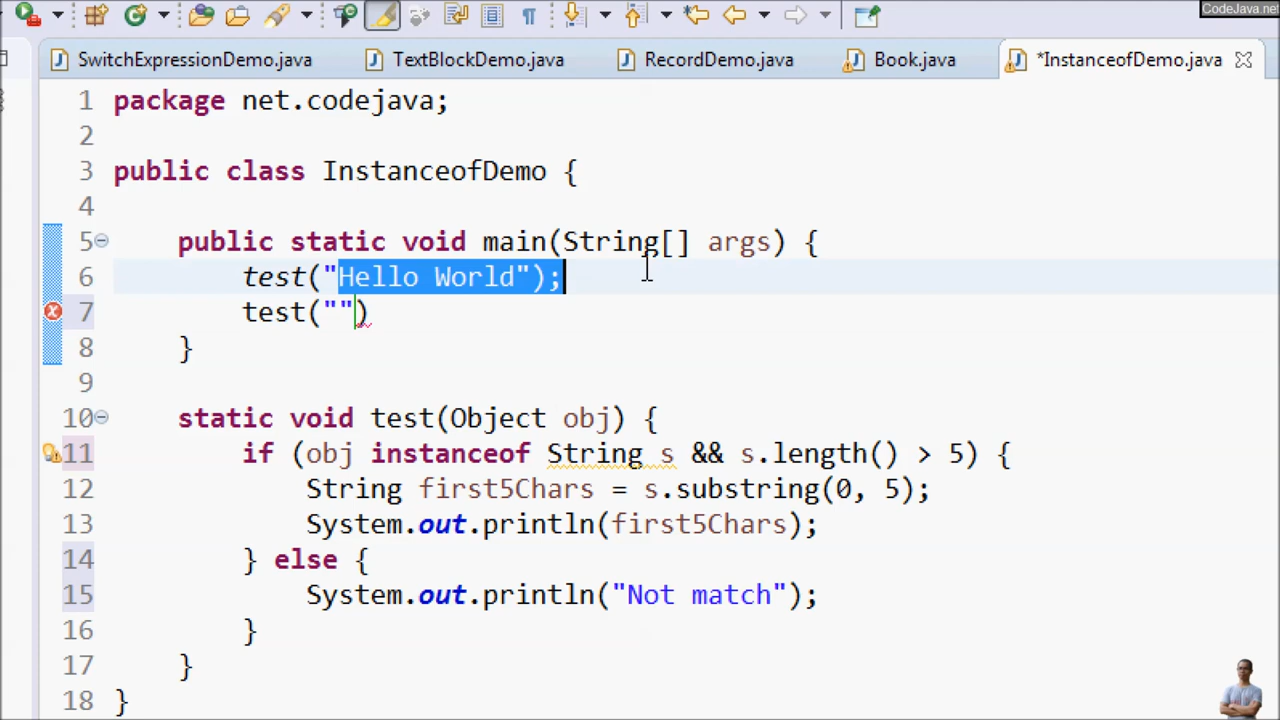 CodeJava.net
SwitchExpressionDemo.java TextBlockDemo.java RecordDemo.java Book.java *InstanceofDemo.java
1 package net.codejava;
2
3 public class InstanceofDemo {
4
5 public static void main(String[] args) {
6 test("Hello World");
7 test("")
8 }
9
10 static void test(Object obj) {
11 if (obj instanceof String s && s.length() > 5) {
12 String first5Chars = s.substring(0, 5);
13 System.out.println(first5Chars);
14 } else {
15 System.out.println("Not match");
16 }
17 }
18 }